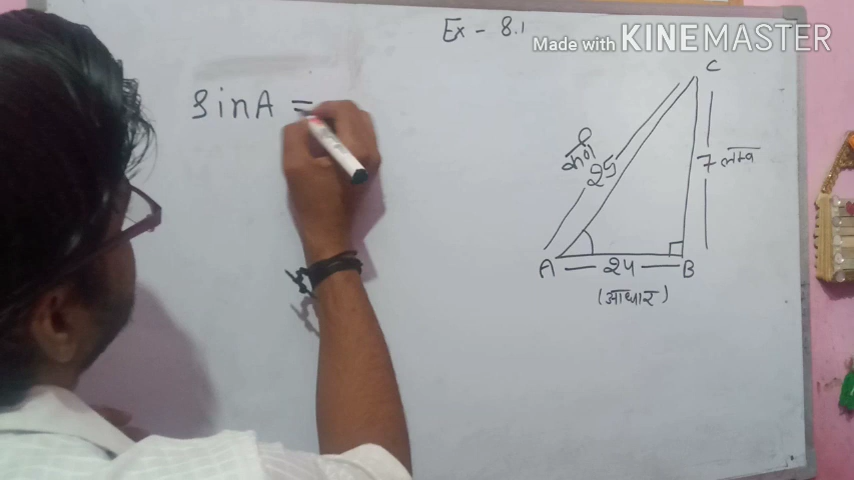 Ex - 8.1
Made with KINEMASTER
sinA =
C
कर्ण
25
7 लम्ब
A 24 B
(आधार)